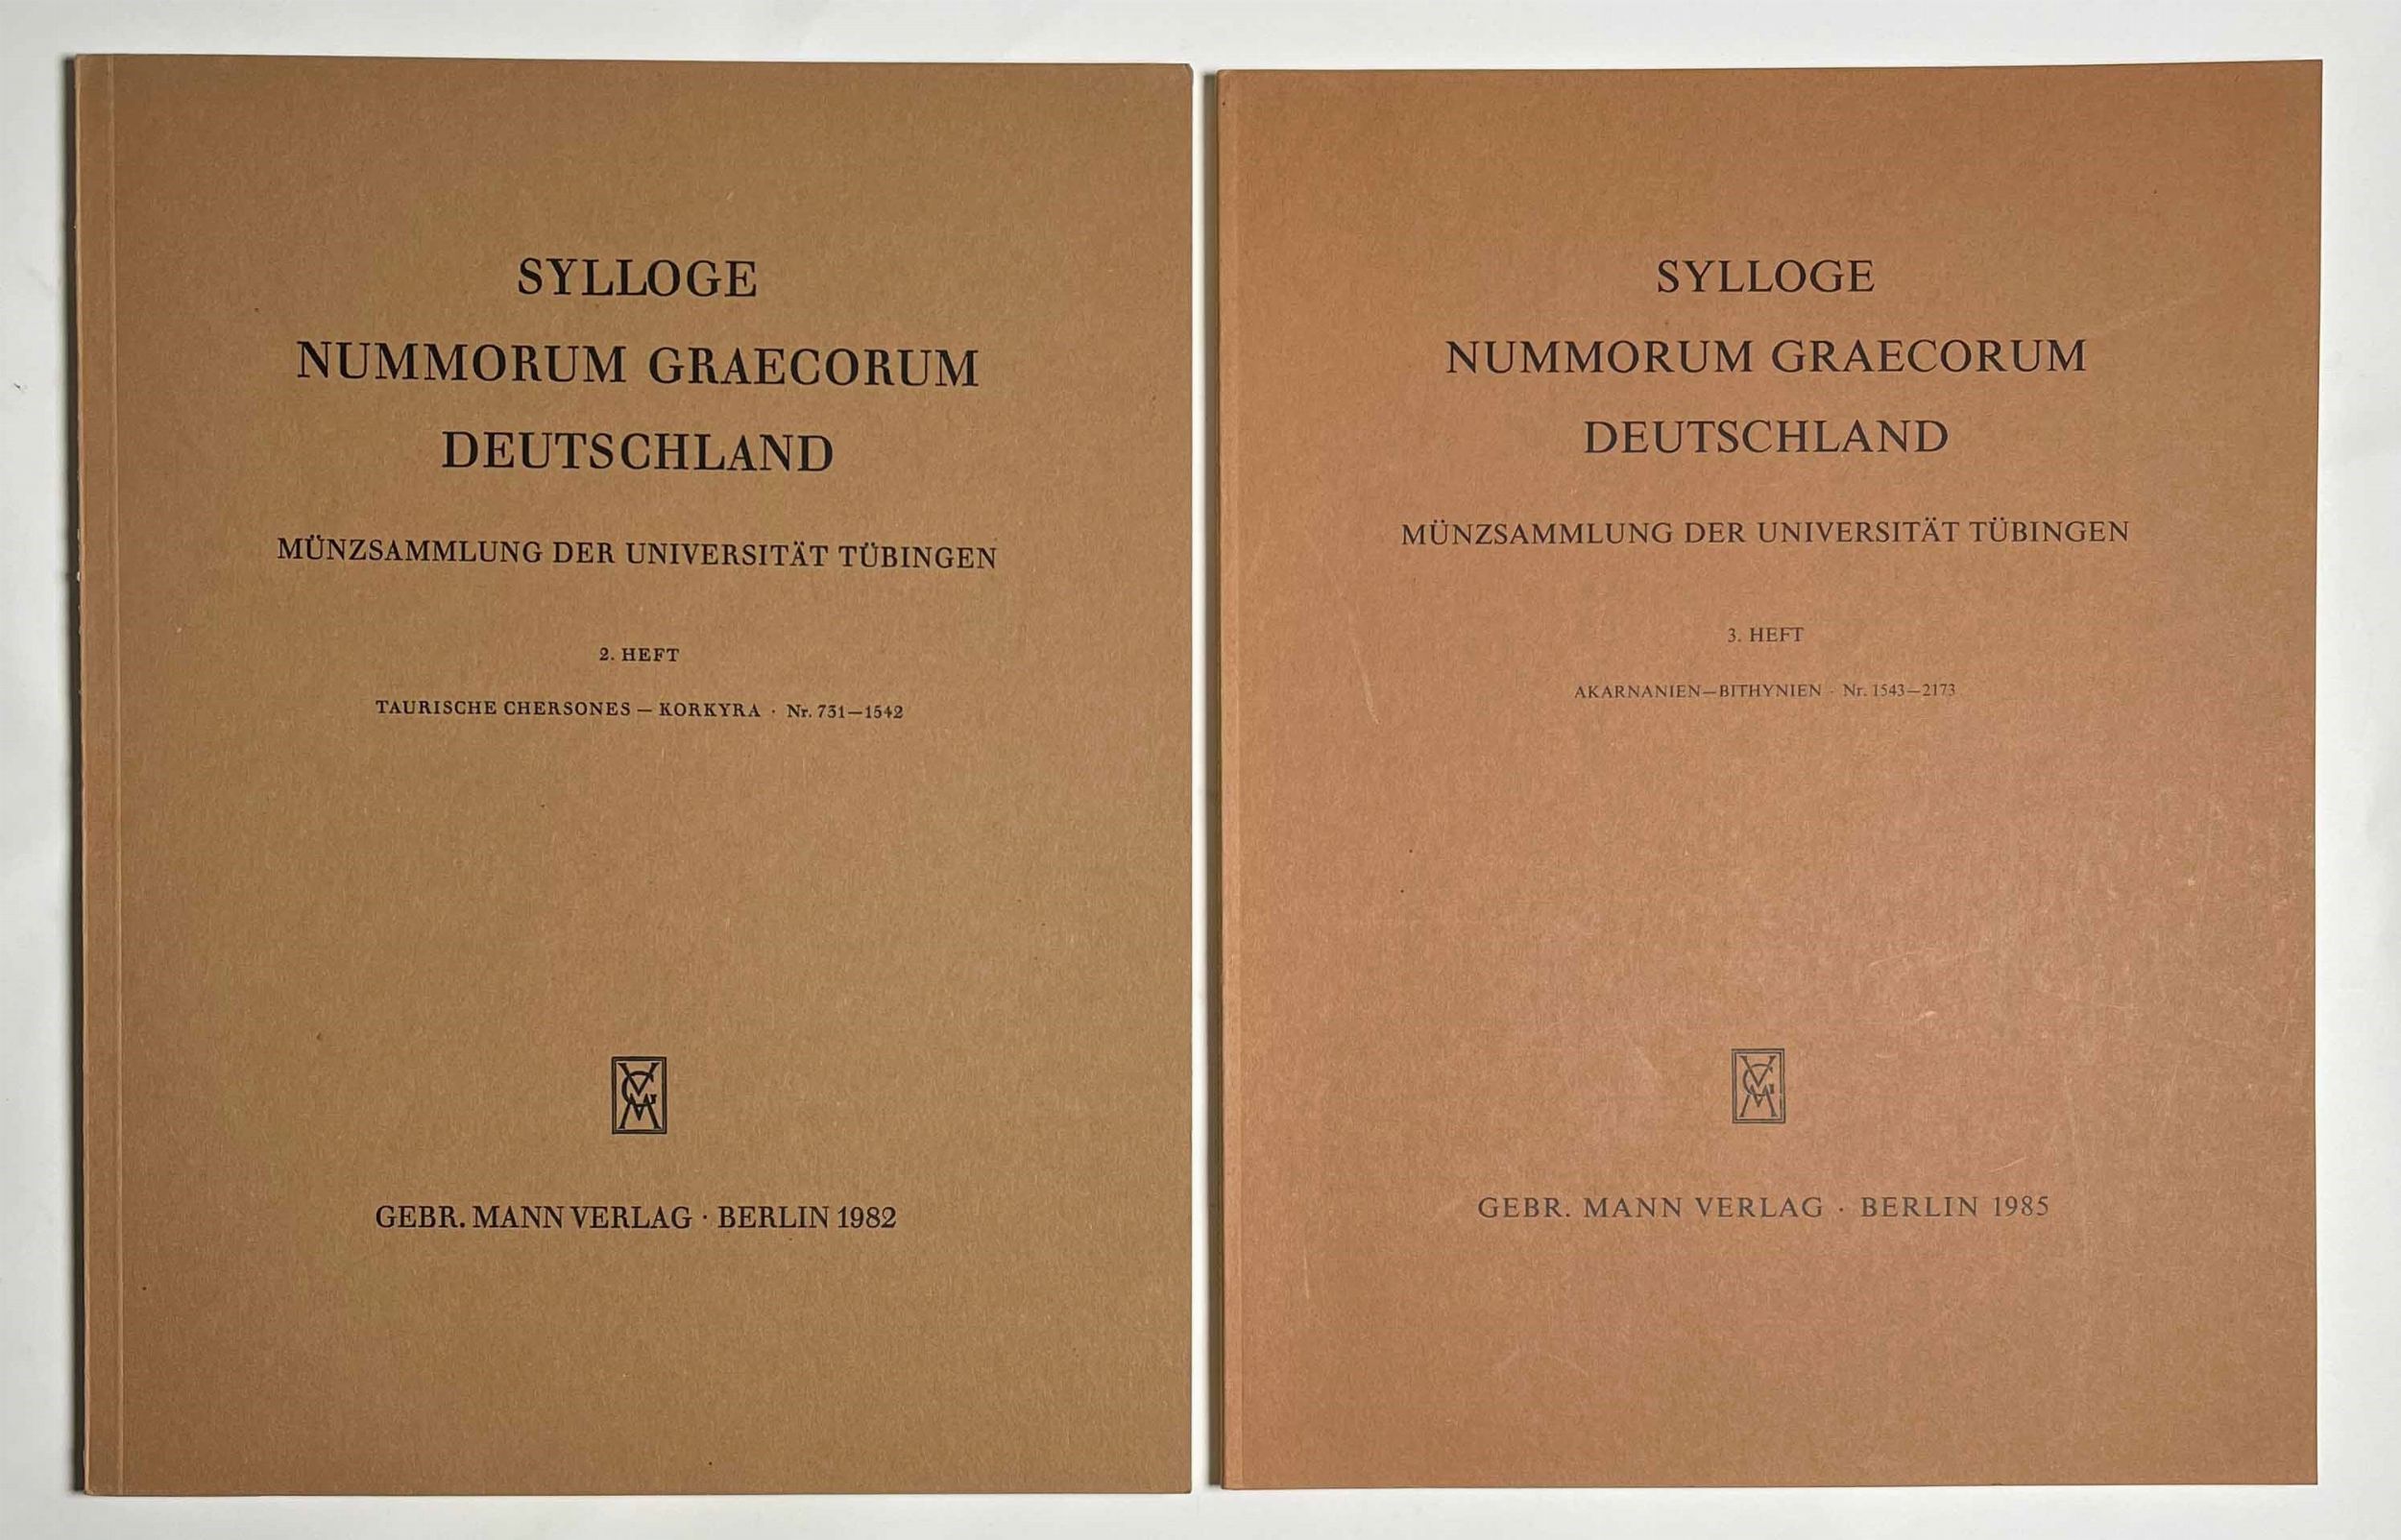 SYLLOGE
NUMMORUM GRAECORUM
DEUTSCHLAND
MÜNZSAMMLUNG DER UNIVERSITÄT TÜBINGEN
2. HEFT
TAURISCHE CHERSONES – KORKYRA · Nr. 731–1542
GEBR. MANN VERLAG · BERLIN 1982
SYLLOGE
NUMMORUM GRAECORUM
DEUTSCHLAND
MÜNZSAMMLUNG DER UNIVERSITÄT TÜBINGEN
3. HEFT
AKARNANIEN–BITHYNIEN · Nr. 1543–2173
GEBR. MANN VERLAG · BERLIN 1985